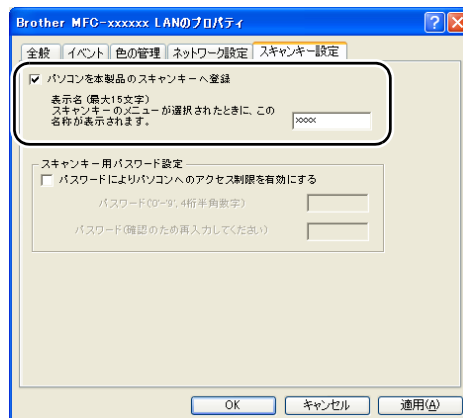 Brother MFC-xxxxxx LANのプロパティ
全般 イベント 色の管理 ネットワーク設定 スキャンキー設定
パソコンを本製品のスキャンキーへ登録
表示名(最大15文字)
スキャンキーのメニューが選択されたときに、この
名称が表示されます。
xxxx
スキャンキー用パスワード設定
パスワードによりパソコンへのアクセス制限を有効にする
パスワード('0'-'9', 4桁半角数字)
パスワード(確認のため再入力してください)
OK キャンセル 適用(A)